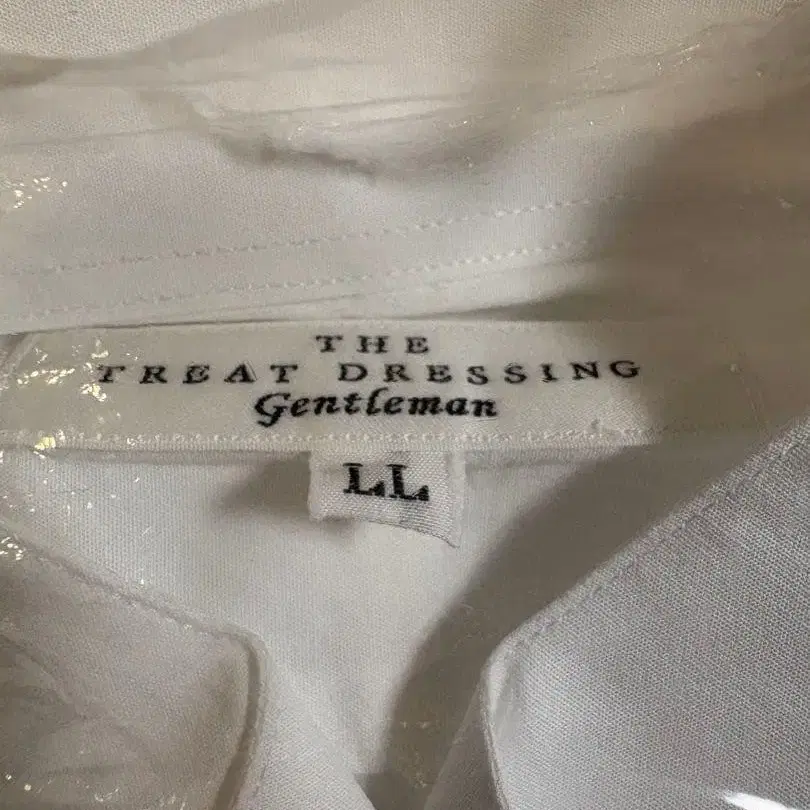 THE
TREAT DRESSING
Gentleman
LL